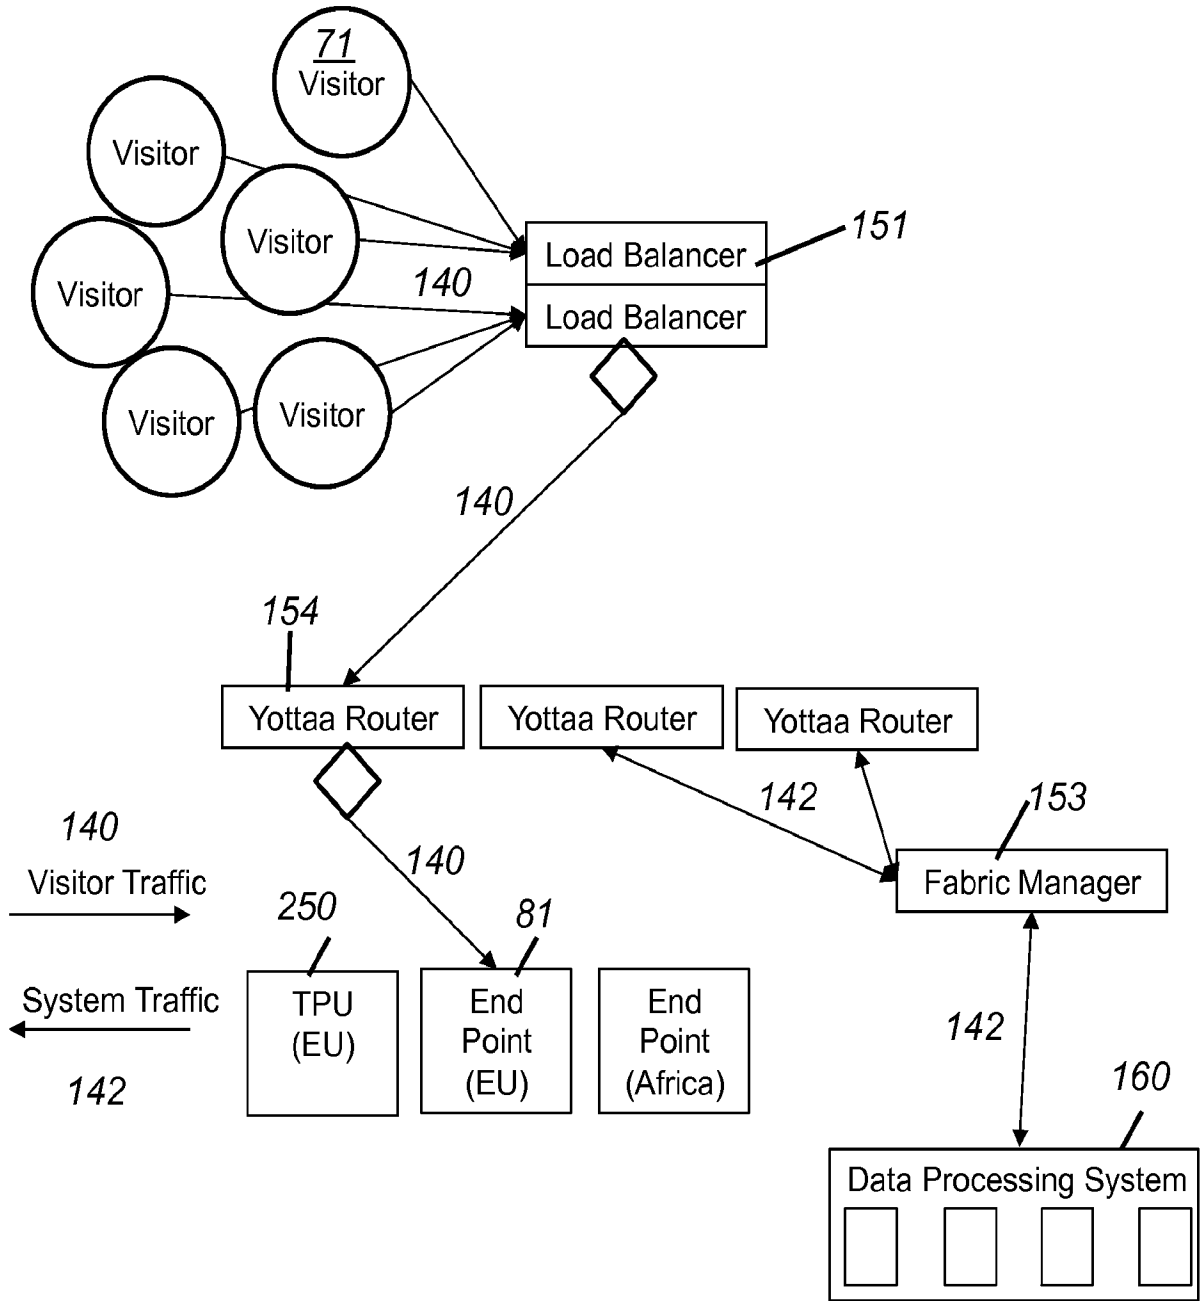 71
Visitor
Visitor
Visitor
Visitor
Visitor
Visitor
140
Load Balancer
151
Load Balancer
140
154
Yottaa Router
Yottaa Router
Yottaa Router
142
153
Fabric Manager
140
Visitor Traffic
140
250
81
System Traffic
142
TPU
(EU)
End
Point
(EU)
End
Point
(Africa)
142
160
Data Processing System